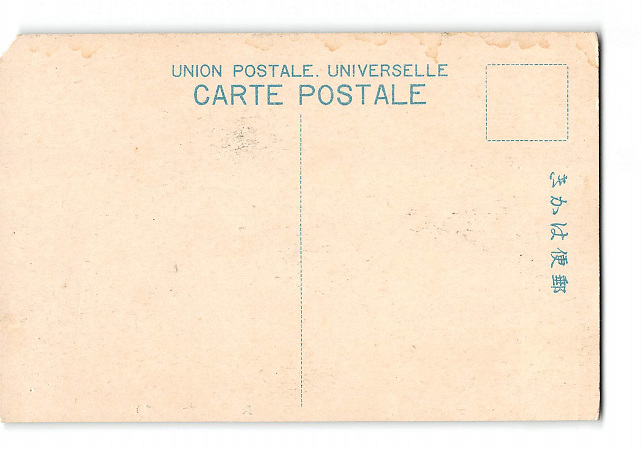 UNION POSTALE. UNIVERSELLE
CARTE POSTALE
郵便はかき